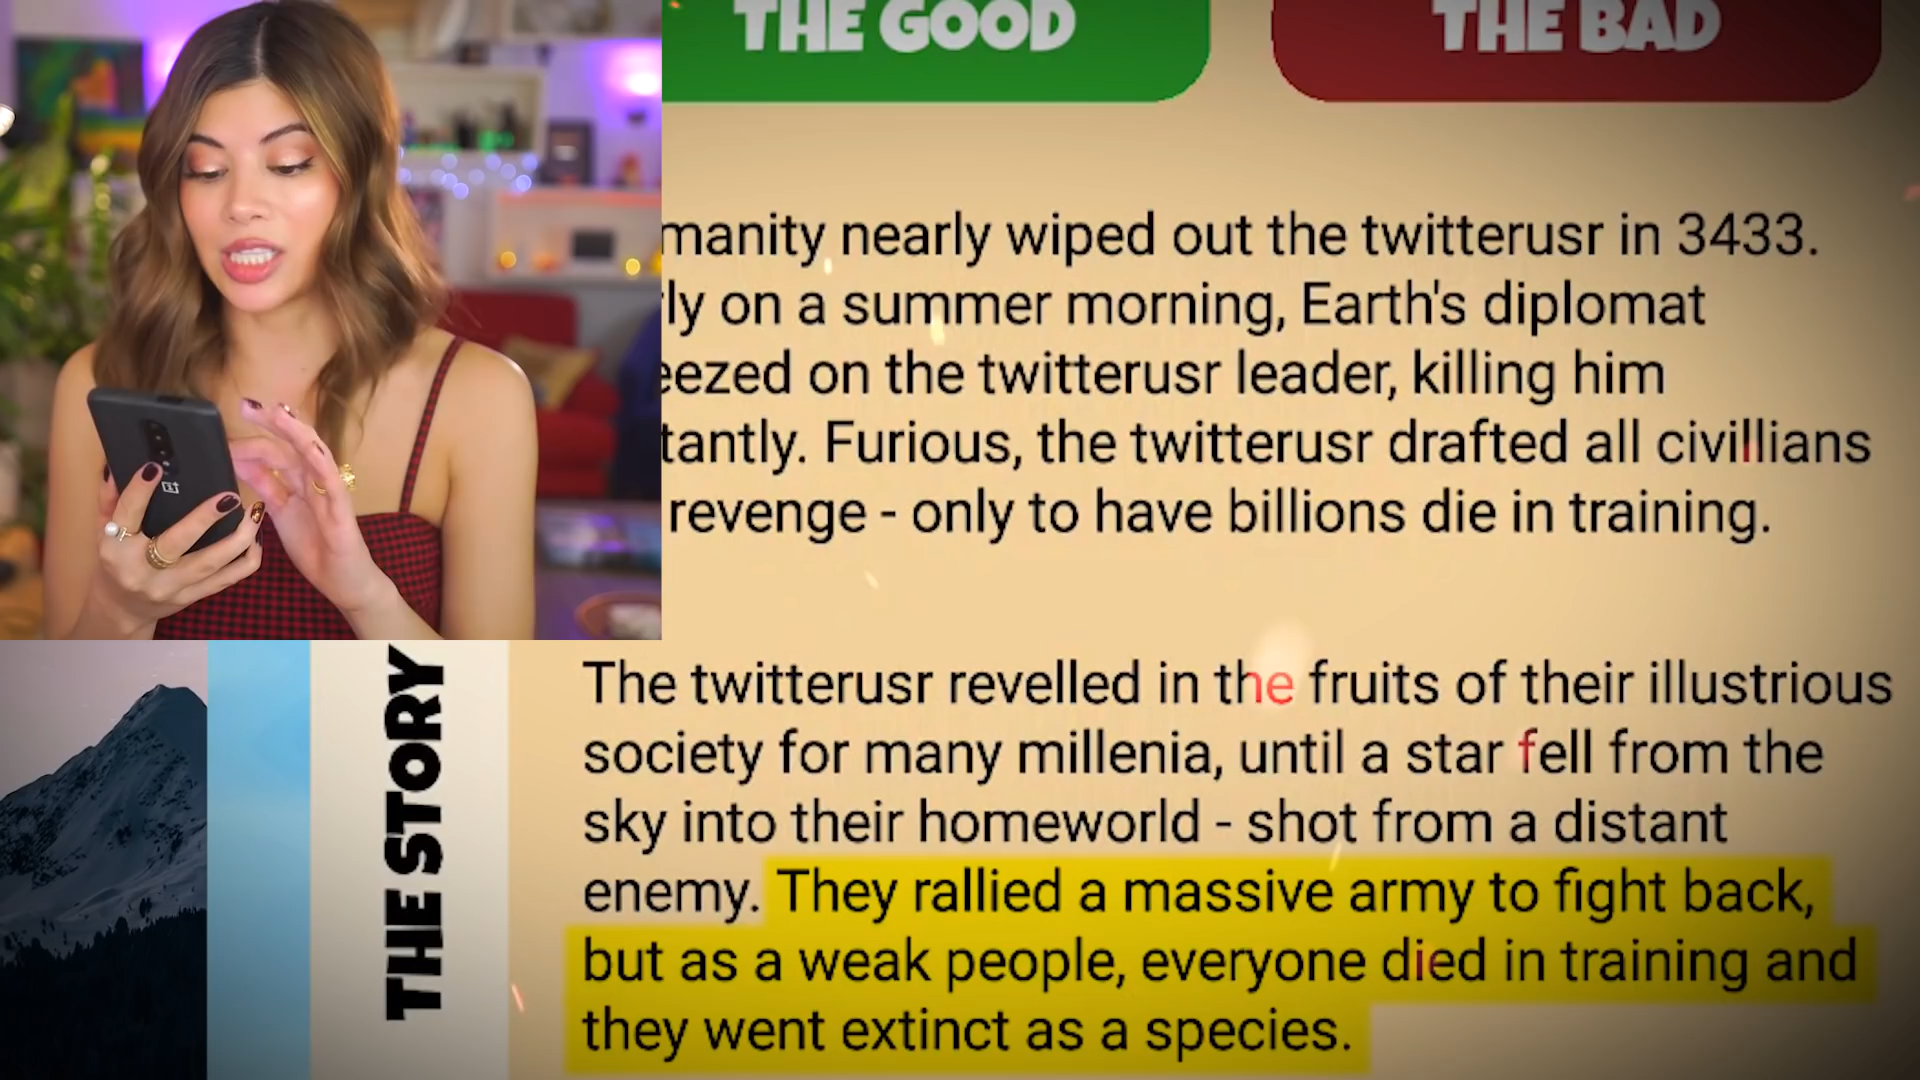 THE GOOD
THE BAD
manity nearly wiped out the twitterusr in 3433.
rly on a summer morning, Earth's diplomat
eezed on the twitterusr leader, killing him
tantly. Furious, the twitterusr drafted all civillians
revenge - only to have billions die in training.
THE STORY
The twitterusr revelled in the fruits of their illustrious
society for many millenia, until a star fell from the
sky into their homeworld - shot from a distant
enemy. They rallied a massive army to fight back,
but as a weak people, everyone died in training and
they went extinct as a species.